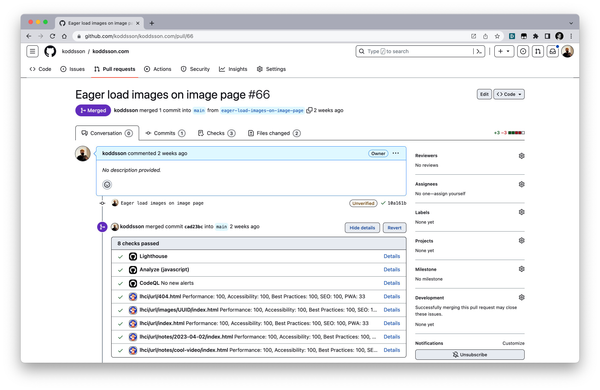 Eager load images on image pag
github.com/koddsson/koddsson.com/pull/66
koddsson / koddsson.com
Type / to search
Code
Issues
Pull requests
Actions
Projects
Security
Insights
Settings
Eager load images on image page #66
Edit
Code
Merged
koddsson merged 1 commit into main from eager-load-images-on-image-page 2 weeks ago
Conversation 0
Commits 1
Checks 3
Files changed 2
+3 −3
koddsson commented 2 weeks ago
Owner
No description provided.
Eager load images on image page
Unverified
10a161b
koddsson merged commit cad23bc into main 2 weeks ago
Hide details
Revert
8 checks passed
Lighthouse
Details
Analyze (javascript)
Details
CodeQL No new alerts
Details
lhci/url/404.html Performance: 100, Accessibility: 100, Best Practices: 100, SEO: 100, PWA: 33
Details
lhci/url/images/UUID/index.html Performance: 100, Accessibility: 100, Best Practices: 100, SEO: 1...
Details
lhci/url/index.html Performance: 100, Accessibility: 100, Best Practices: 100, SEO: 100, PWA: 33
Details
lhci/url/notes/2023-04-02/index.html Performance: 100, Accessibility: 100, Best Practices: 100, S...
Details
lhci/url/notes/cool-video/index.html Performance: 100, Accessibility: 100, Best Practices: 100, SE...
Details
Reviewers
No reviews
Assignees
No one—assign yourself
Labels
None yet
Projects
None yet
Milestone
No milestone
Development
Successfully merging this pull request may close these issues.
None yet
Notifications
Customize
Unsubscribe